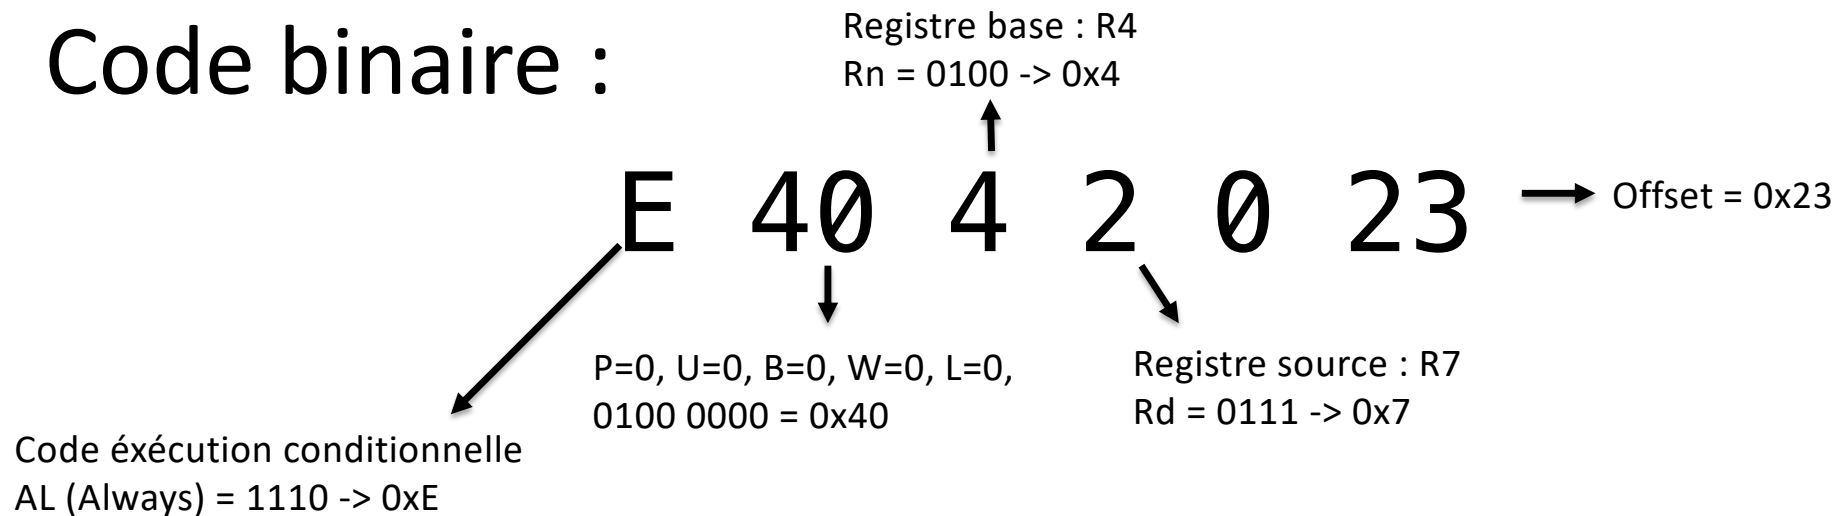 Code binaire :
Registre base : R4
Rn = 0100 -> 0x4
E 40 4 2 0 23
Offset = 0x23
P=0, U=0, B=0, W=0, L=0,
0100 0000 = 0x40
Registre source : R7
Rd = 0111 -> 0x7
Code éxécution conditionnelle
AL (Always) = 1110 -> 0xE